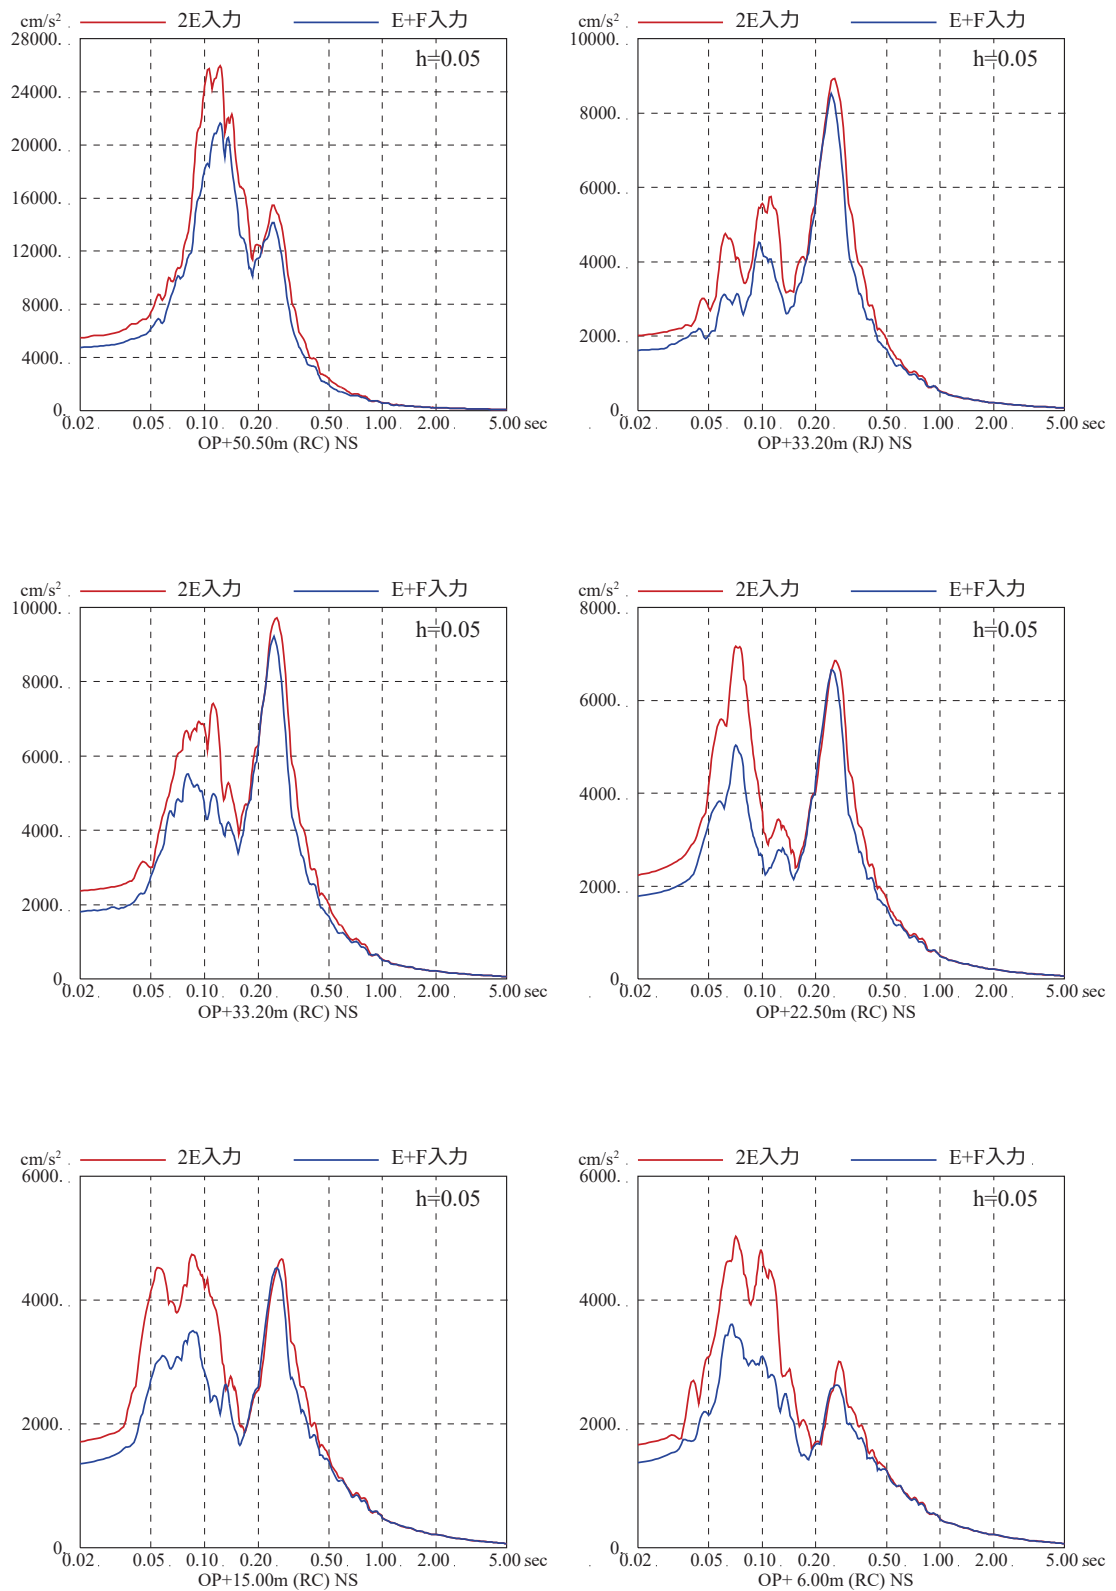 cm/s² 2E入力 E+F入力
28000.
h=0.05
24000.
20000.
16000.
12000.
8000.
4000.
0.
0.02 0.05 0.10 0.20 0.50 1.00 2.00 5.00 sec
OP+50.50m (RC) NS
cm/s² 2E入力 E+F入力
10000.
h=0.05
8000.
6000.
4000.
2000.
0.
0.02 0.05 0.10 0.20 0.50 1.00 2.00 5.00 sec
OP+33.20m (RJ) NS
cm/s² 2E入力 E+F入力
10000.
h=0.05
8000.
6000.
4000.
2000.
0.
0.02 0.05 0.10 0.20 0.50 1.00 2.00 5.00 sec
OP+33.20m (RC) NS
cm/s² 2E入力 E+F入力
8000.
h=0.05
6000.
4000.
2000.
0.
0.02 0.05 0.10 0.20 0.50 1.00 2.00 5.00 sec
OP+22.50m (RC) NS
cm/s² 2E入力 E+F入力
6000.
h=0.05
4000.
2000.
0.
0.02 0.05 0.10 0.20 0.50 1.00 2.00 5.00 sec
OP+15.00m (RC) NS
cm/s² 2E入力 E+F入力
6000.
h=0.05
4000.
2000.
0.
0.02 0.05 0.10 0.20 0.50 1.00 2.00 5.00 sec
OP+ 6.00m (RC) NS